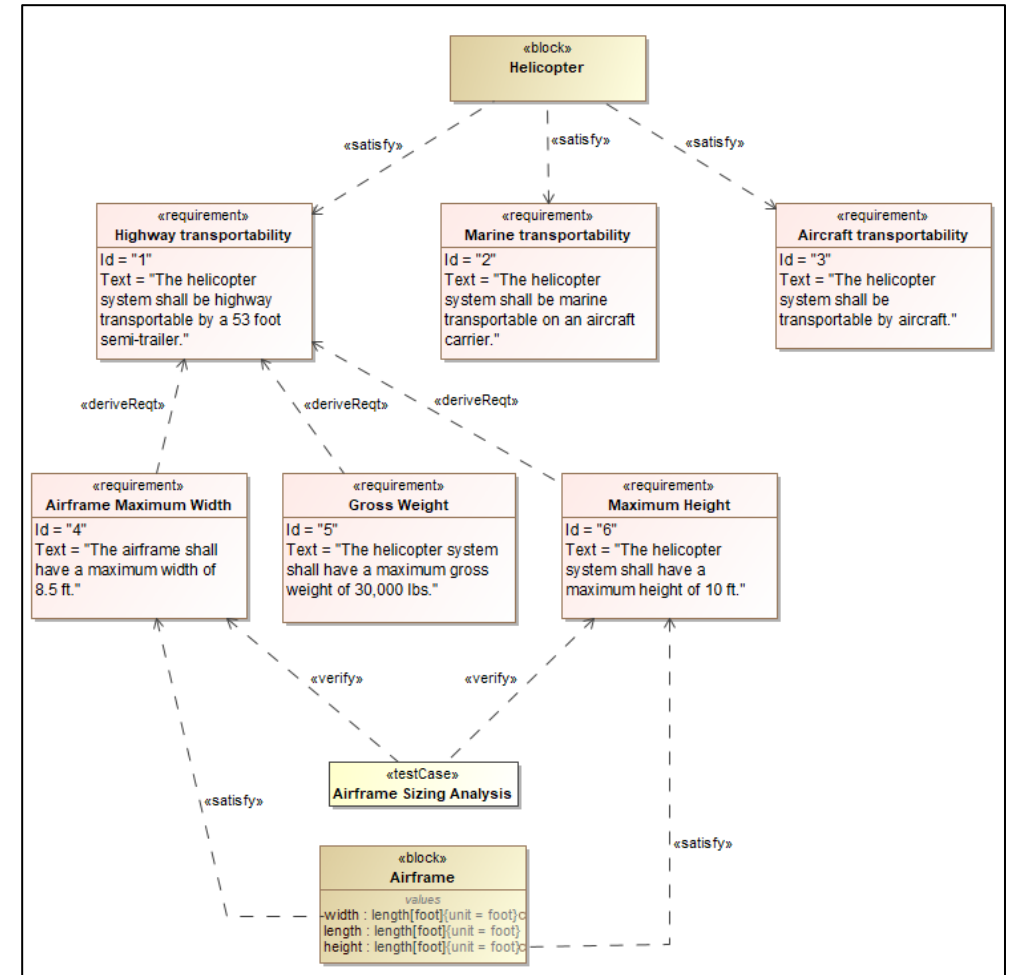 «block»
Helicopter
«satisfy»
«satisfy»
«satisfy»
«requirement»
Highway transportability
Id = "1"
Text = "The helicopter
system shall be highway
transportable by a 53 foot
semi-trailer."
«requirement»
Marine transportability
Id = "2"
Text = "The helicopter
system shall be marine
transportable on an aircraft
carrier."
«requirement»
Aircraft transportability
Id = "3"
Text = "The helicopter
system shall be
transportable by aircraft."
«deriveReqt»
«deriveReqt»
«deriveReqt»
«requirement»
Airframe Maximum Width
Id = "4"
Text = "The airframe shall
have a maximum width of
8.5 ft."
«requirement»
Gross Weight
Id = "5"
Text = "The helicopter system
shall have a maximum gross
weight of 30,000 lbs."
«requirement»
Maximum Height
Id = "6"
Text = "The helicopter
system shall have a
maximum height of 10 ft."
«verify»
«verify»
«testCase»
Airframe Sizing Analysis
«satisfy»
«satisfy»
«block»
Airframe
values
width : length[foot]{unit = foot}
length : length[foot]{unit = foot}
height : length[foot]{unit = foot}